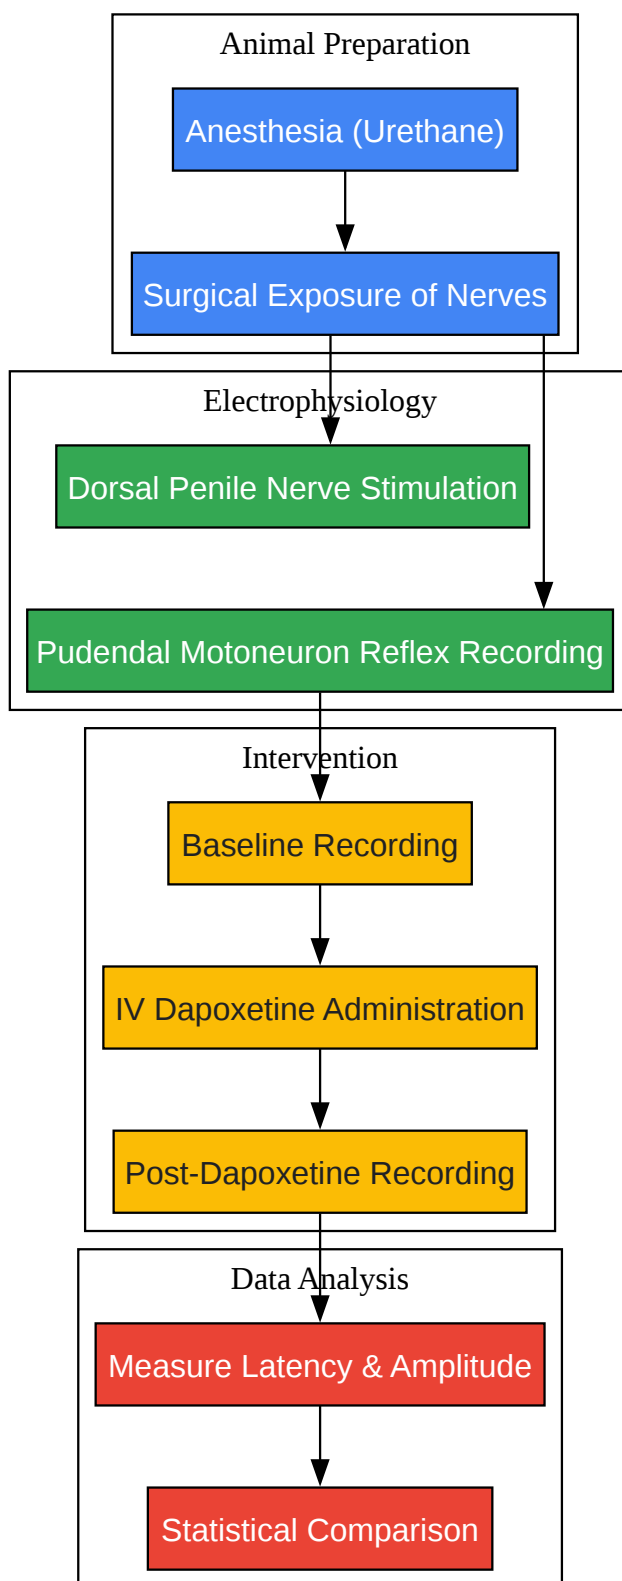 Animal Preparation
Anesthesia (Urethane)
Surgical Exposure of Nerves
Electrophysiology
Dorsal Penile Nerve Stimulation
Pudendal Motoneuron Reflex Recording
Intervention
Baseline Recording
IV Dapoxetine Administration
Post-Dapoxetine Recording
Data Analysis
Measure Latency & Amplitude
Statistical Comparison